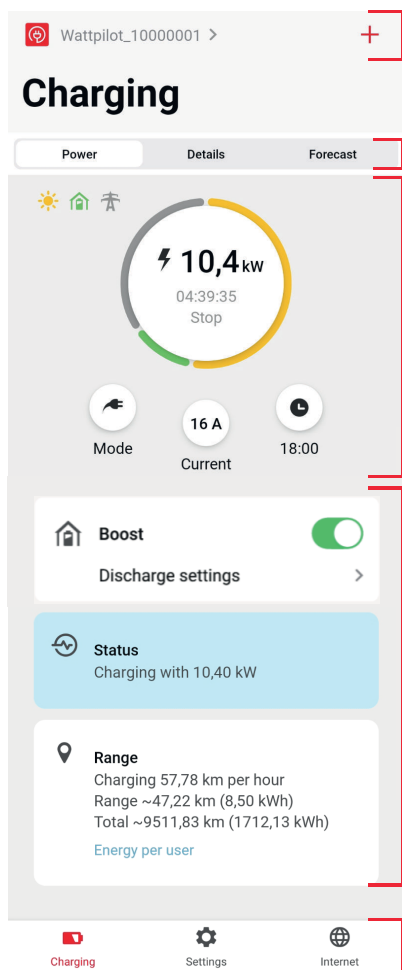 Wattpilot_10000001 >
+
Charging
Power Details Forecast
10,4 kW
04:39:35
Stop
Mode
16 A
Current
18:00
Boost
Discharge settings >
Status
Charging with 10,40 kW
Range
Charging 57,78 km per hour
Range ~47,22 km (8,50 kWh)
Total ~9511,83 km (1712,13 kWh)
Energy per user
Charging Settings Internet